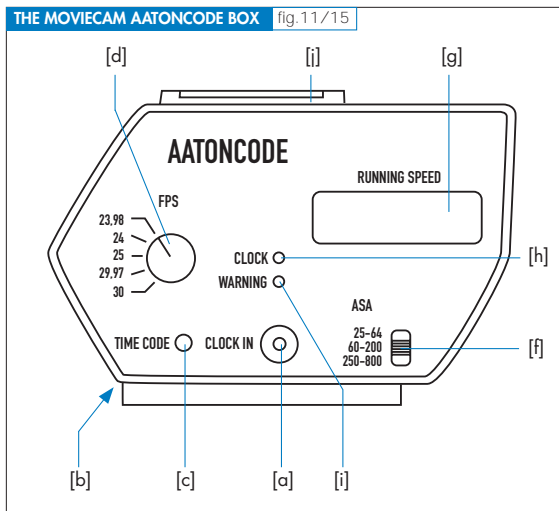 THE MOVIECAM AATONCODE BOX fig.11/15
[d] [j] [g]
AATONCODE
RUNNING SPEED
FPS
23,98
24
25
29,97
30
CLOCK
[h]
WARNING
ASA
25-64
60-200
250-800
TIME CODE
CLOCK IN
[f]
[b] [c] [a] [i]